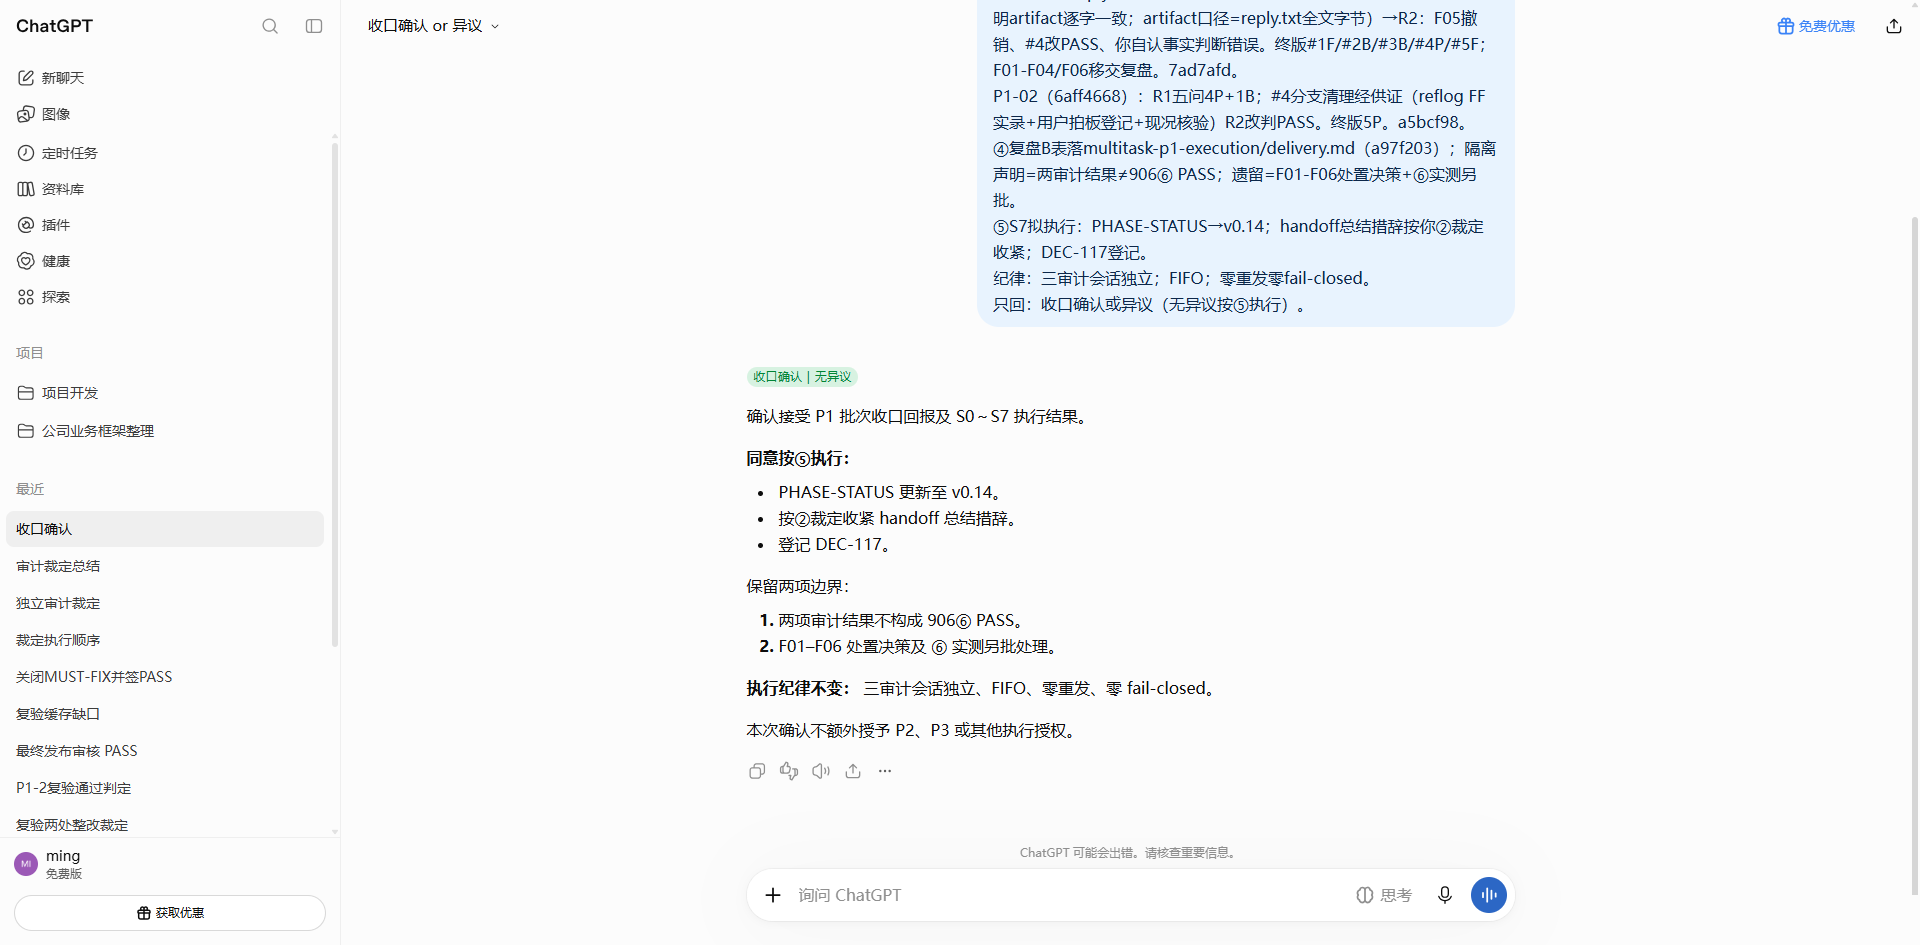 ChatGPT
新聊天
图像
定时任务
资料库
插件
健康
探索
项目
项目开发
公司业务框架整理
最近
收口确认
审计裁定总结
独立审计裁定
裁定执行顺序
关闭MUST-FIX并签PASS
复验缓存缺口
最终发布审核 PASS
P1-2复验通过判定
复验两处整改裁定
MI
ming
免费版
获取优惠
收口确认 or 异议
免费优惠
明artifact逐字一致；artifact口径=reply.txt全文字节）→R2：F05撤
销、#4改PASS、你自认事实判断错误。终版#1F/#2B/#3B/#4P/#5F；
F01-F04/F06移交复盘。7ad7afd。
P1-02（6aff4668）：R1五问4P+1B；#4分支清理经供证（reflog FF
实录+用户拍板登记+现况核验）R2改判PASS。终版5P。a5bcf98。
④复盘B表落multitask-p1-execution/delivery.md（a97f203）；隔离
声明=两审计结果≠906⑥ PASS；遗留=F01-F06处置决策+⑥实测另
批。
⑤S7拟执行：PHASE-STATUS→v0.14；handoff总结措辞按你②裁定
收紧；DEC-117登记。
纪律：三审计会话独立；FIFO；零重发零fail-closed。
只回：收口确认或异议（无异议按⑤执行）。
收口确认 | 无异议
确认接受 P1 批次收口回报及 S0～S7 执行结果。
同意按⑤执行：
• PHASE-STATUS 更新至 v0.14。
• 按②裁定收紧 handoff 总结措辞。
• 登记 DEC-117。
保留两项边界：
1. 两项审计结果不构成 906⑥ PASS。
2. F01–F06 处置决策及 ⑥ 实测另批处理。
执行纪律不变： 三审计会话独立、FIFO、零重发、零 fail-closed。
本次确认不额外授予 P2、P3 或其他执行授权。
ChatGPT 可能会出错。请核查重要信息。
询问 ChatGPT
思考